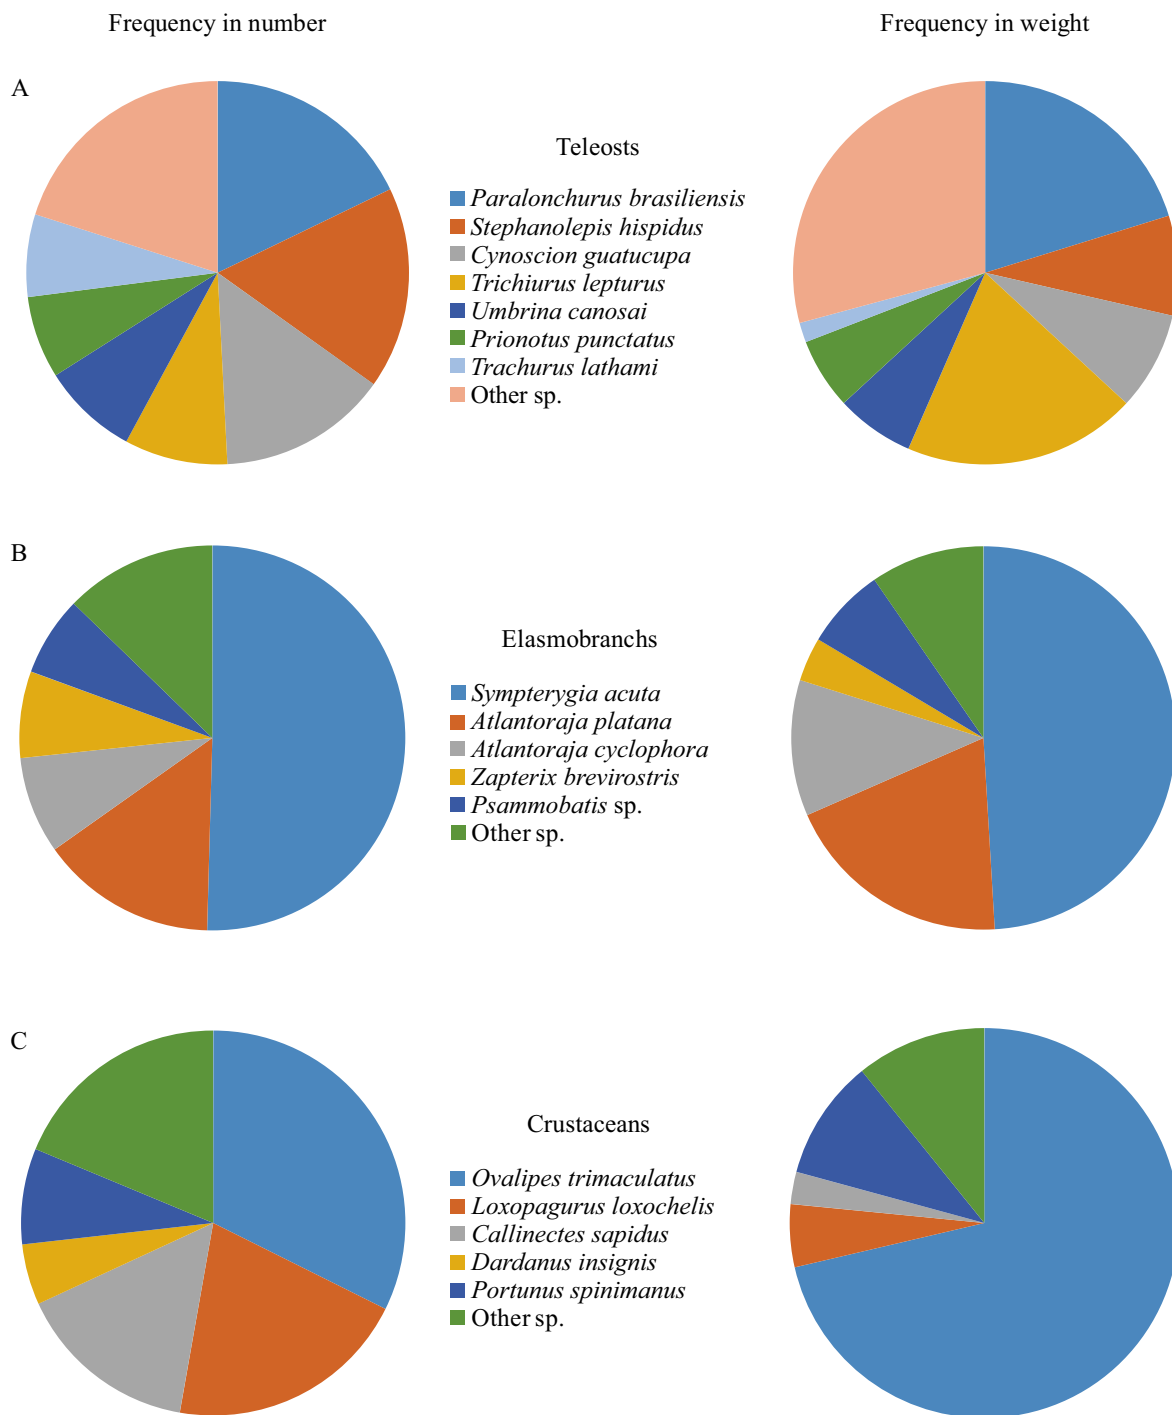 Frequency in number
Frequency in weight
A
Teleosts
Paralonchurus brasiliensis
Stephanolepis hispidus
Cynoscion guatucupa
Trichiurus lepturus
Umbrina canosai
Prionotus punctatus
Trachurus lathami
Other sp.
B
Elasmobranchs
Sympterygia acuta
Atlantoraja platana
Atlantoraja cyclophora
Zapterix brevirostris
Psammobatis sp.
Other sp.
C
Crustaceans
Ovalipes trimaculatus
Loxopagurus loxochelis
Callinectes sapidus
Dardanus insignis
Portunus spinimanus
Other sp.